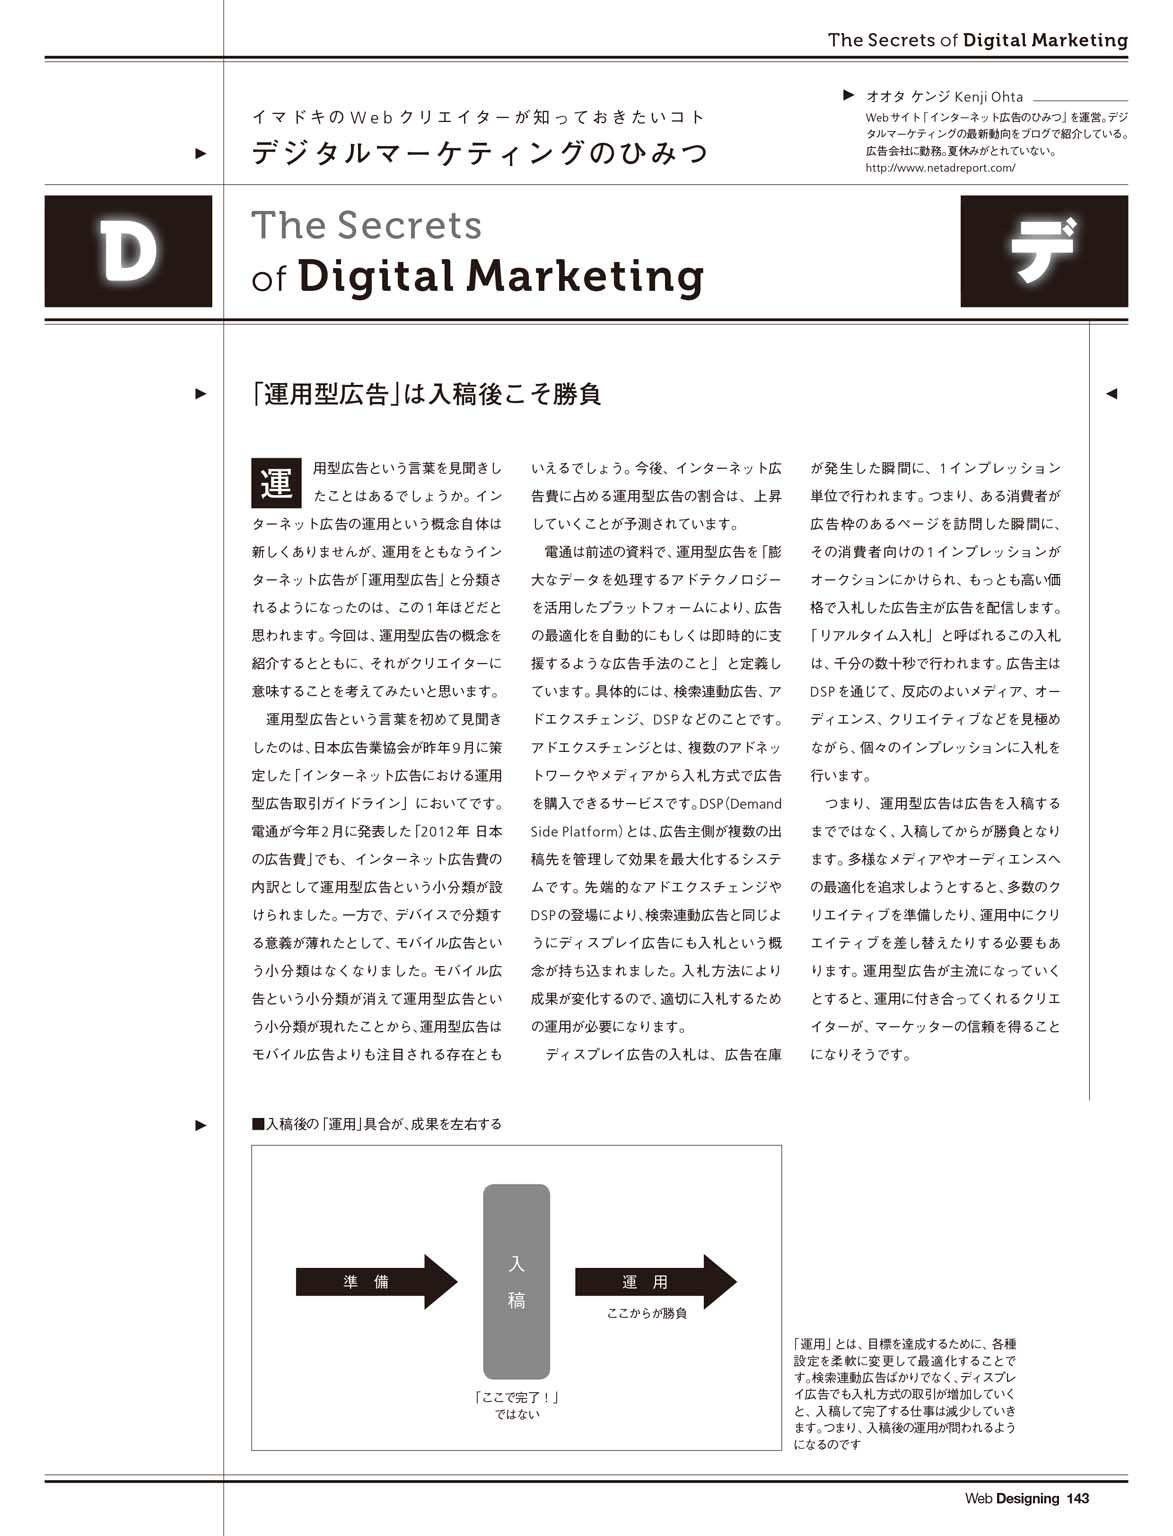 The Secrets of Digital Marketing
▶ オオタ ケンジ Kenji Ohta
Webサイト「インターネット広告のひみつ」を運営。デジ
タルマーケティングの最新動向をブログで紹介している。
広告会社に勤務。夏休みがとれていない。
http://www.netadreport.com/
イマドキのWebクリエイターが知っておきたいコト
▶ デジタルマーケティングのひみつ
D
The Secrets
of Digital Marketing
デ
▶ 「運用型広告」は入稿後こそ勝負 ◀
運用型広告という言葉を見聞きし
たことはあるでしょうか。イン
ターネット広告の運用という概念自体は
新しくありませんが、運用をともなうイン
ターネット広告が「運用型広告」と分類さ
れるようになったのは、この1年ほどだと
思われます。今回は、運用型広告の概念を
紹介するとともに、それがクリエイターに
意味することを考えてみたいと思います。
運用型広告という言葉を初めて見聞き
したのは、日本広告業協会が昨年9月に策
定した「インターネット広告における運用
型広告取引ガイドライン」においてです。
電通が今年2月に発表した「2012年 日本
の広告費」でも、インターネット広告費の
内訳として運用型広告という小分類が設
けられました。一方で、デバイスで分類す
る意義が薄れたとして、モバイル広告とい
う小分類はなくなりました。モバイル広
告という小分類が消えて運用型広告とい
う小分類が現れたことから、運用型広告は
モバイル広告よりも注目される存在とも
いえるでしょう。今後、インターネット広
告費に占める運用型広告の割合は、上昇
していくことが予測されています。
電通は前述の資料で、運用型広告を「膨
大なデータを処理するアドテクノロジー
を活用したプラットフォームにより、広告
の最適化を自動的にもしくは即時的に支
援するような広告手法のこと」と定義し
ています。具体的には、検索連動広告、ア
ドエクスチェンジ、DSPなどのことです。
アドエクスチェンジとは、複数のアドネッ
トワークやメディアから入札方式で広告
を購入できるサービスです。DSP(Demand
Side Platform)とは、広告主側が複数の出
稿先を管理して効果を最大化するシステ
ムです。先端的なアドエクスチェンジや
DSPの登場により、検索連動広告と同じよ
うにディスプレイ広告にも入札という概
念が持ち込まれました。入札方法により
成果が変化するので、適切に入札するため
の運用が必要になります。
ディスプレイ広告の入札は、広告在庫
が発生した瞬間に、1インプレッション
単位で行われます。つまり、ある消費者が
広告枠のあるページを訪問した瞬間に、
その消費者向けの1インプレッションが
オークションにかけられ、もっとも高い価
格で入札した広告主が広告を配信します。
「リアルタイム入札」と呼ばれるこの入札
は、千分の数十秒で行われます。広告主は
DSPを通じて、反応のよいメディア、オー
ディエンス、クリエイティブなどを見極め
ながら、個々のインプレッションに入札を
行います。
つまり、運用型広告は広告を入稿する
までではなく、入稿してからが勝負となり
ます。多様なメディアやオーディエンスへ
の最適化を追求しようとすると、多数のク
リエイティブを準備したり、運用中にクリ
エイティブを差し替えたりする必要もあ
ります。運用型広告が主流になっていく
とすると、運用に付き合ってくれるクリエ
イターが、マーケッターの信頼を得ること
になりそうです。
▶ ■入稿後の「運用」具合が、成果を左右する
準 備
入
稿
運 用
ここからが勝負
「ここで完了！」
ではない
「運用」とは、目標を達成するために、各種
設定を柔軟に変更して最適化することで
す。検索連動広告ばかりでなく、ディスプレ
イ広告でも入札方式の取引が増加していく
と、入稿して完了する仕事は減少していき
ます。つまり、入稿後の運用が問われるよう
になるのです
Web Designing 143